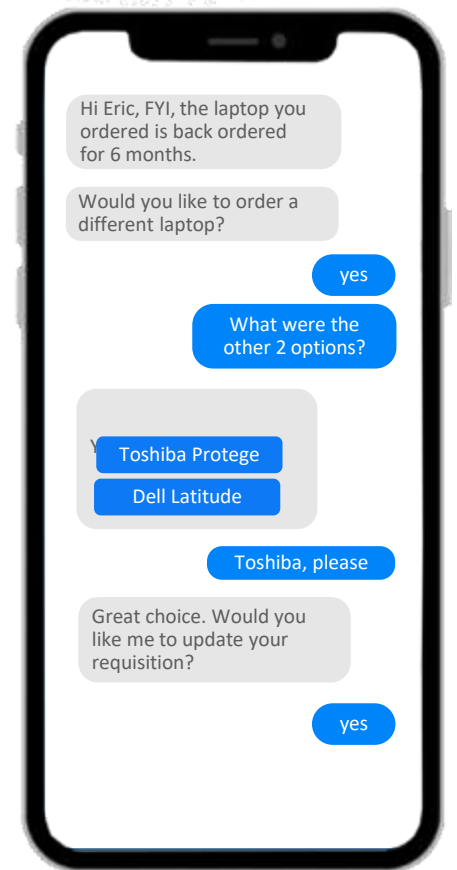 Hi Eric, FYI, the laptop you
ordered is back ordered
for 6 months.
Would you like to order a
different laptop?
yes
What were the
other 2 options?
Toshiba Protege
Dell Latitude
Toshiba, please
Great choice. Would you
like me to update your
requisition?
yes